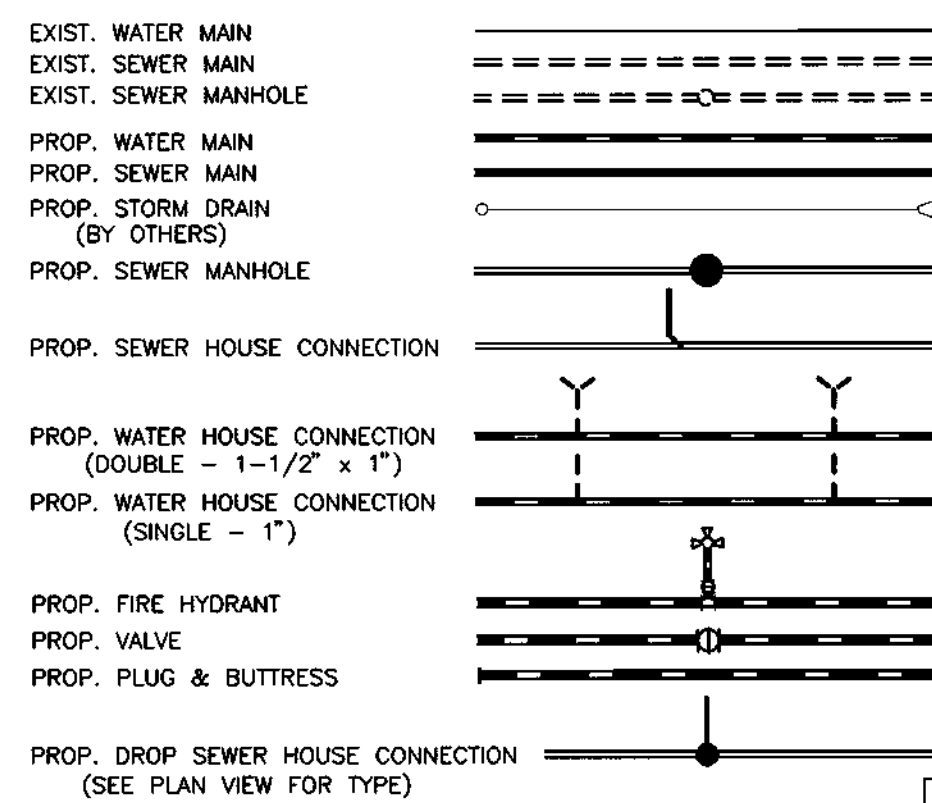 EXIST. WATER MAIN
EXIST. SEWER MAIN
EXIST. SEWER MANHOLE
PROP. WATER MAIN
PROP. SEWER MAIN
PROP. STORM DRAIN
(BY OTHERS)
PROP. SEWER MANHOLE
PROP. SEWER HOUSE CONNECTION
PROP. WATER HOUSE CONNECTION
(DOUBLE - 1-1/2" x 1")
PROP. WATER HOUSE CONNECTION
(SINGLE - 1")
PROP. FIRE HYDRANT
PROP. VALVE
PROP. PLUG & BUTTRESS
PROP. DROP SEWER HOUSE CONNECTION
(SEE PLAN VIEW FOR TYPE)